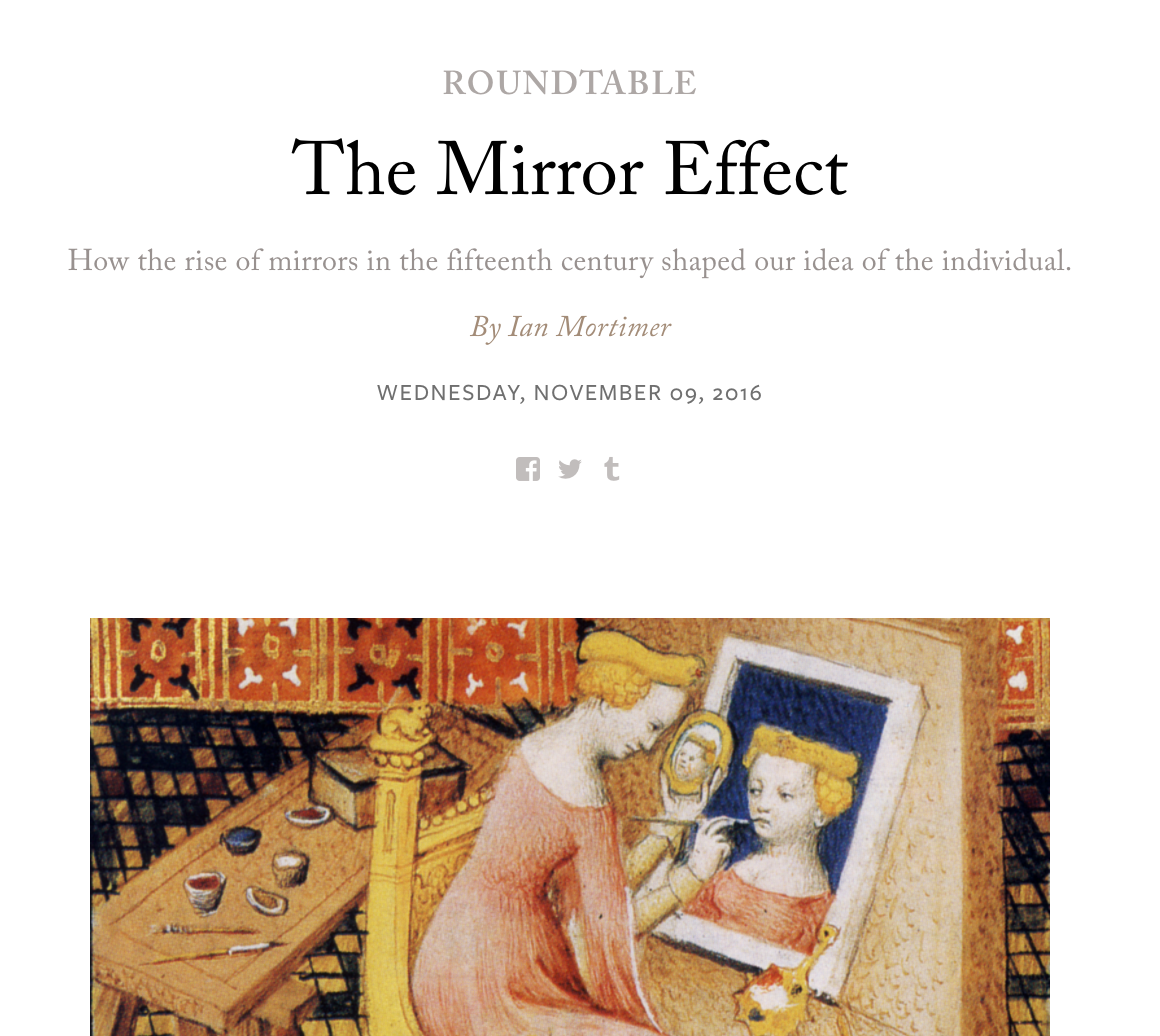 ROUNDTABLE
The Mirror Effect
How the rise of mirrors in the fifteenth century shaped our idea of the individual.
By Ian Mortimer
WEDNESDAY, NOVEMBER 09, 2016